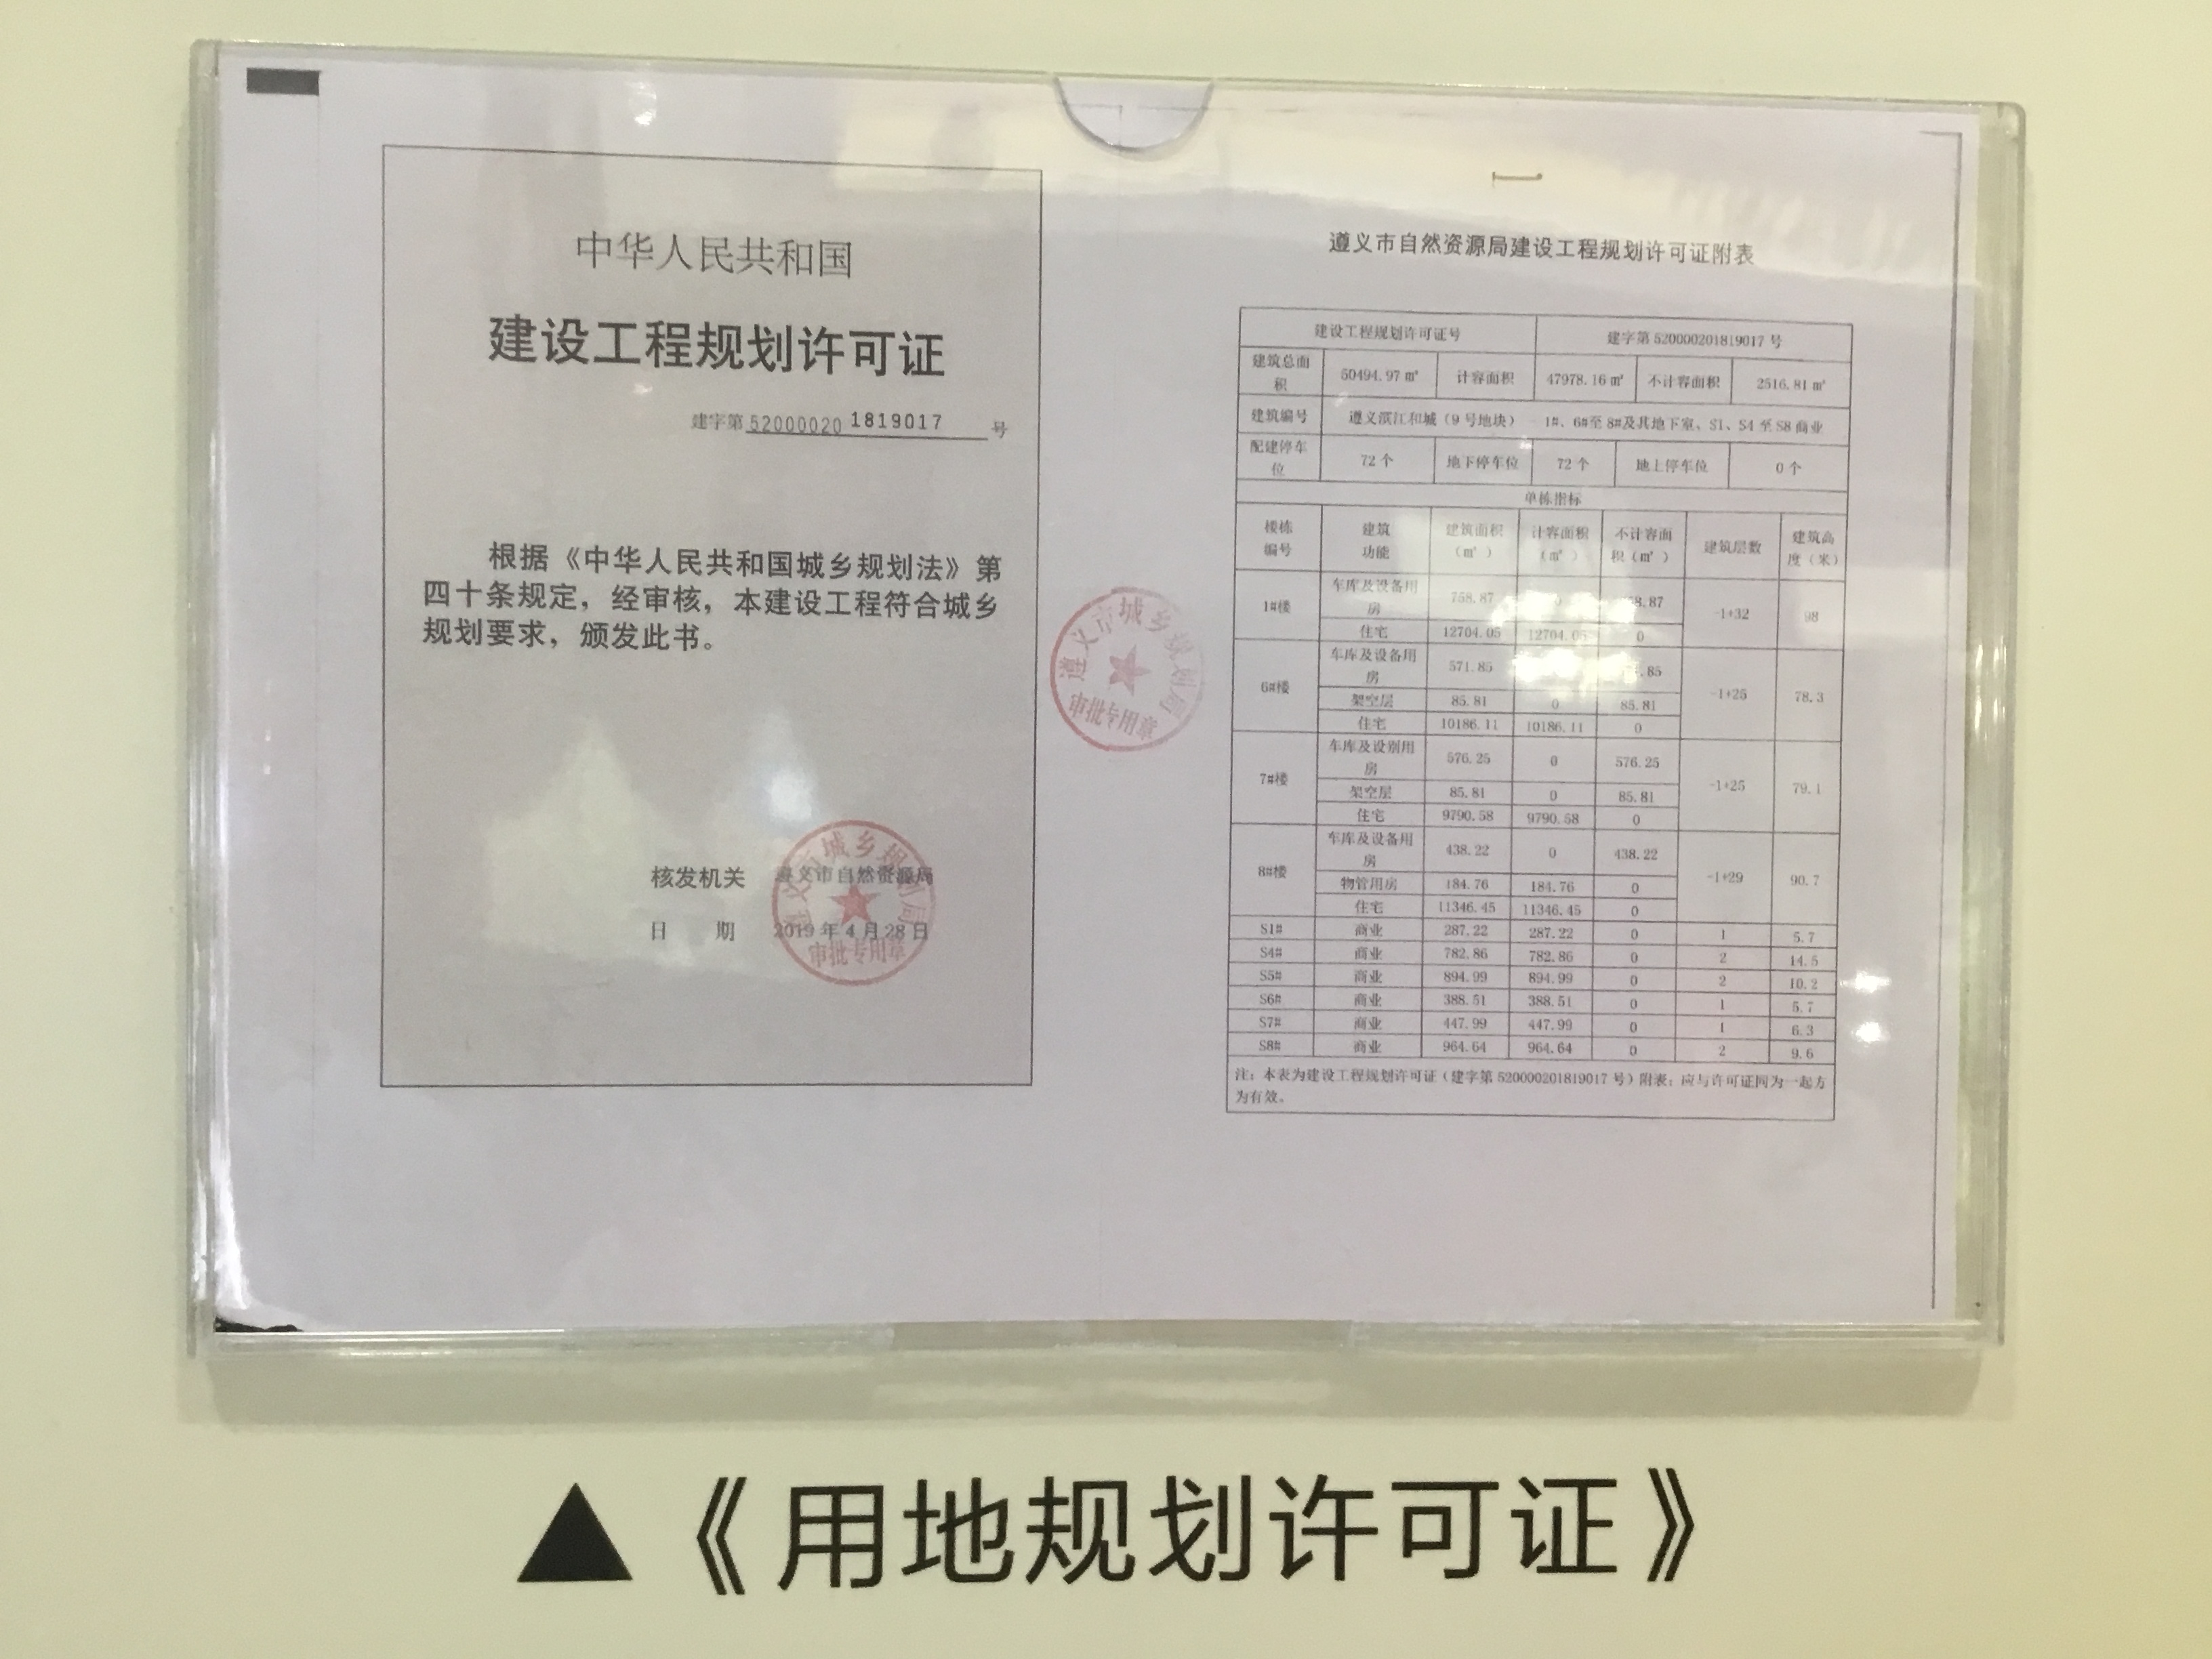 中华人民共和国
建设工程规划许可证
建字第 52000020 1819017 号
根据《中华人民共和国城乡规划法》第
四十条规定，经审核，本建设工程符合城乡
规划要求，颁发此书。
核发机关 遵义市自然资源局
日 期 2019年4月28日
审批专用章
遵义市城乡规划局
审批专用章
遵义市自然资源局建设工程规划许可证附表
建设工程规划许可证号 建字第520000201819017号
建筑总面积 50494.97㎡ 计容面积 47978.16㎡ 不计容面积 2516.81㎡
建筑编号 遵义滨江和城（9号地块） 1#、6#至8#及其地下室、S1、S4至S8商业
配建停车位 72个 地下停车位 72个 地上停车位 0个
单栋指标
楼栋编号 建筑功能 建筑面积（㎡） 计容面积（㎡） 不计容面积（㎡） 建筑层数 建筑高度（米）
1#楼 车库及设备用房 758.87 0 8.87 -1+32 98
住宅 12704.05 12704.05 0
6#楼 车库及设备用房 571.85 .85 -1+25 78.3
架空层 85.81 0 85.81
住宅 10186.11 10186.11 0
7#楼 车库及设别用房 576.25 0 576.25 -1+25 79.1
架空层 85.81 0 85.81
住宅 9790.58 9790.58 0
8#楼 车库及设备用房 438.22 0 438.22 -1+29 90.7
物管用房 184.76 184.76 0
住宅 11346.45 11346.45 0
S1# 商业 287.22 287.22 0 1 5.7
S4# 商业 782.86 782.86 0 2 14.5
S5# 商业 894.99 894.99 0 2 10.2
S6# 商业 388.51 388.51 0 1 5.7
S7# 商业 447.99 447.99 0 1 6.3
S8# 商业 964.64 964.64 0 2 9.6
注：本表为建设工程规划许可证（建字第520000201819017号）附表；应与许可证同为一起方
为有效。
▲《用地规划许可证》